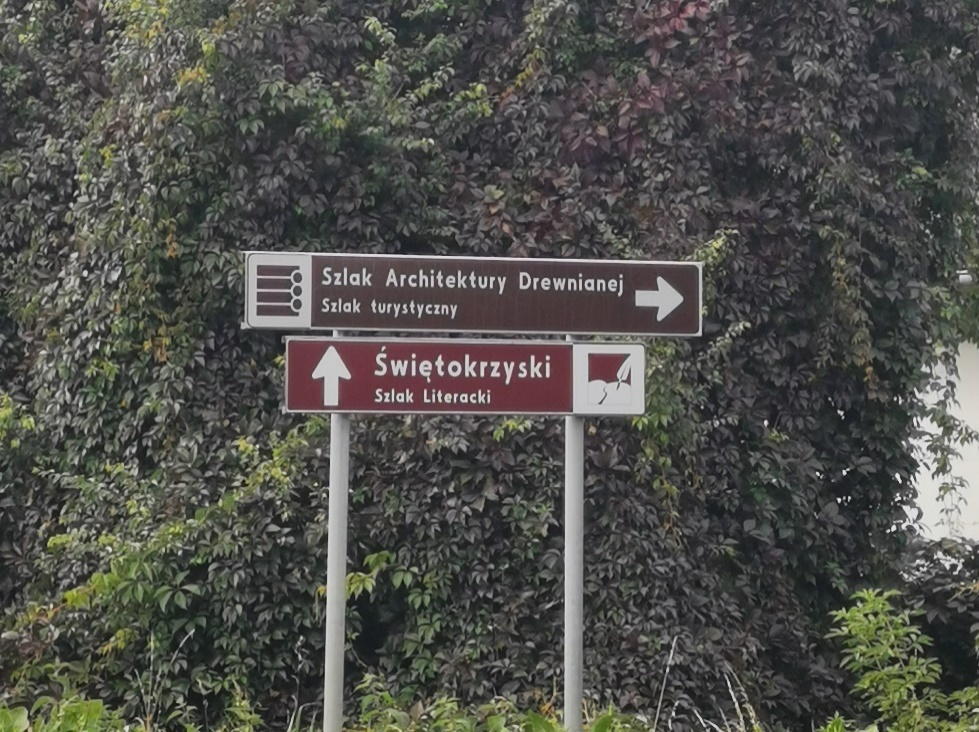 Szlak Architektury Drewnianej
Szlak turystyczny
Świętokrzyski
Szlak Literacki